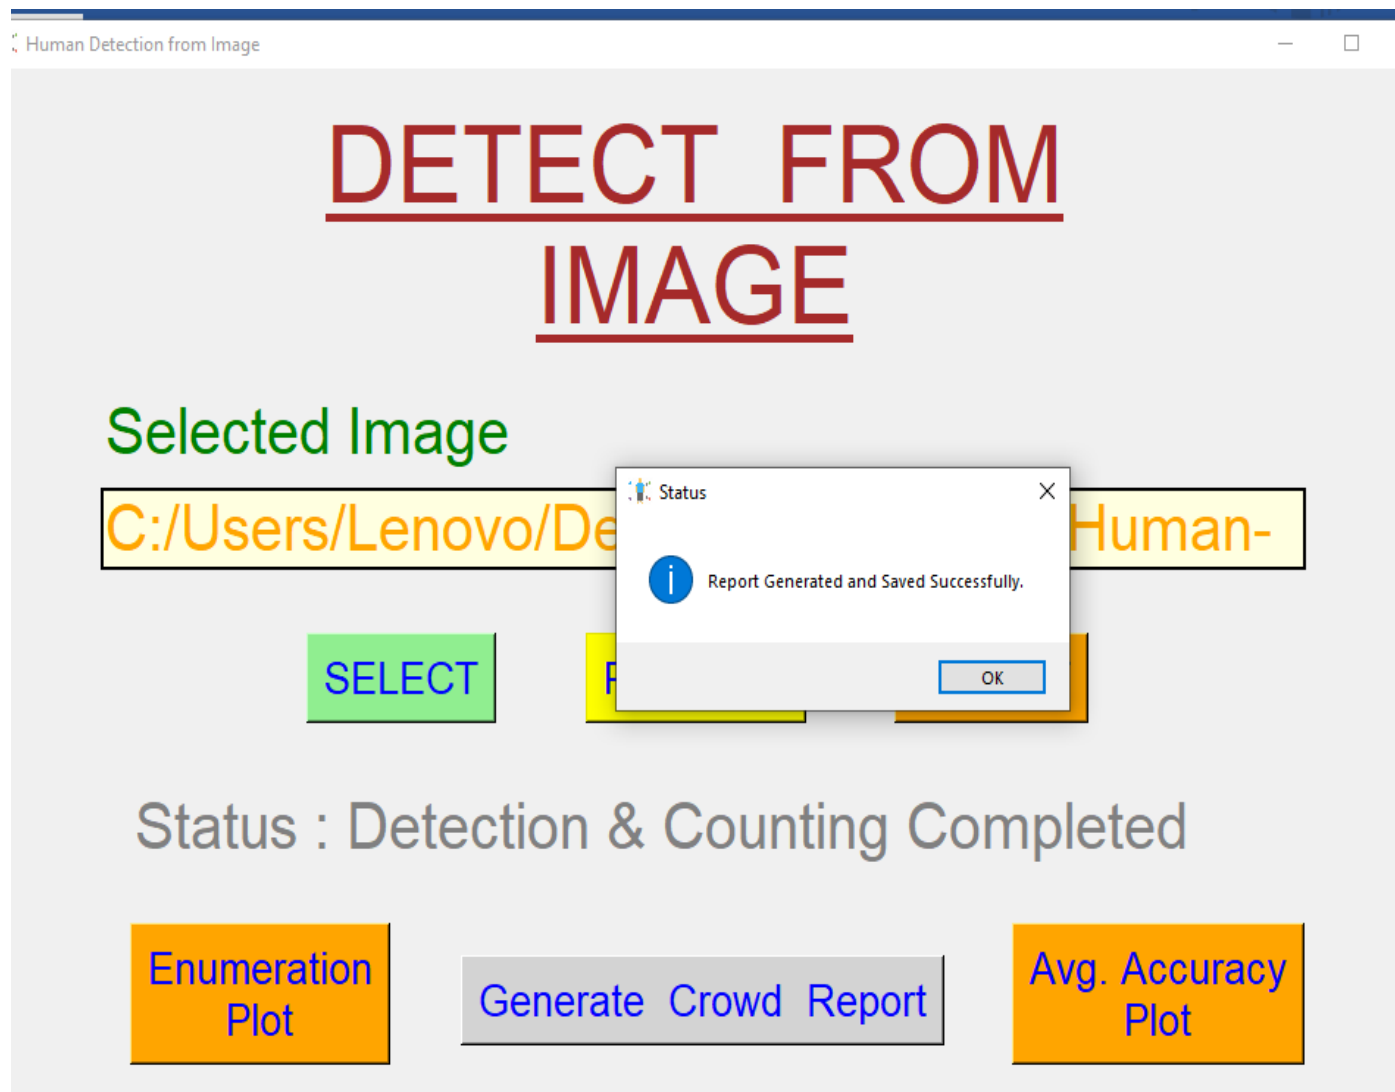 Human Detection from Image
DETECT FROM
IMAGE
Selected Image
Status
C:/Users/Lenovo/De
Human-
Report Generated and Saved Successfully.
SELECT
OK
Status : Detection & Counting Completed
Enumeration
Plot
Generate Crowd Report
Avg. Accuracy
Plot